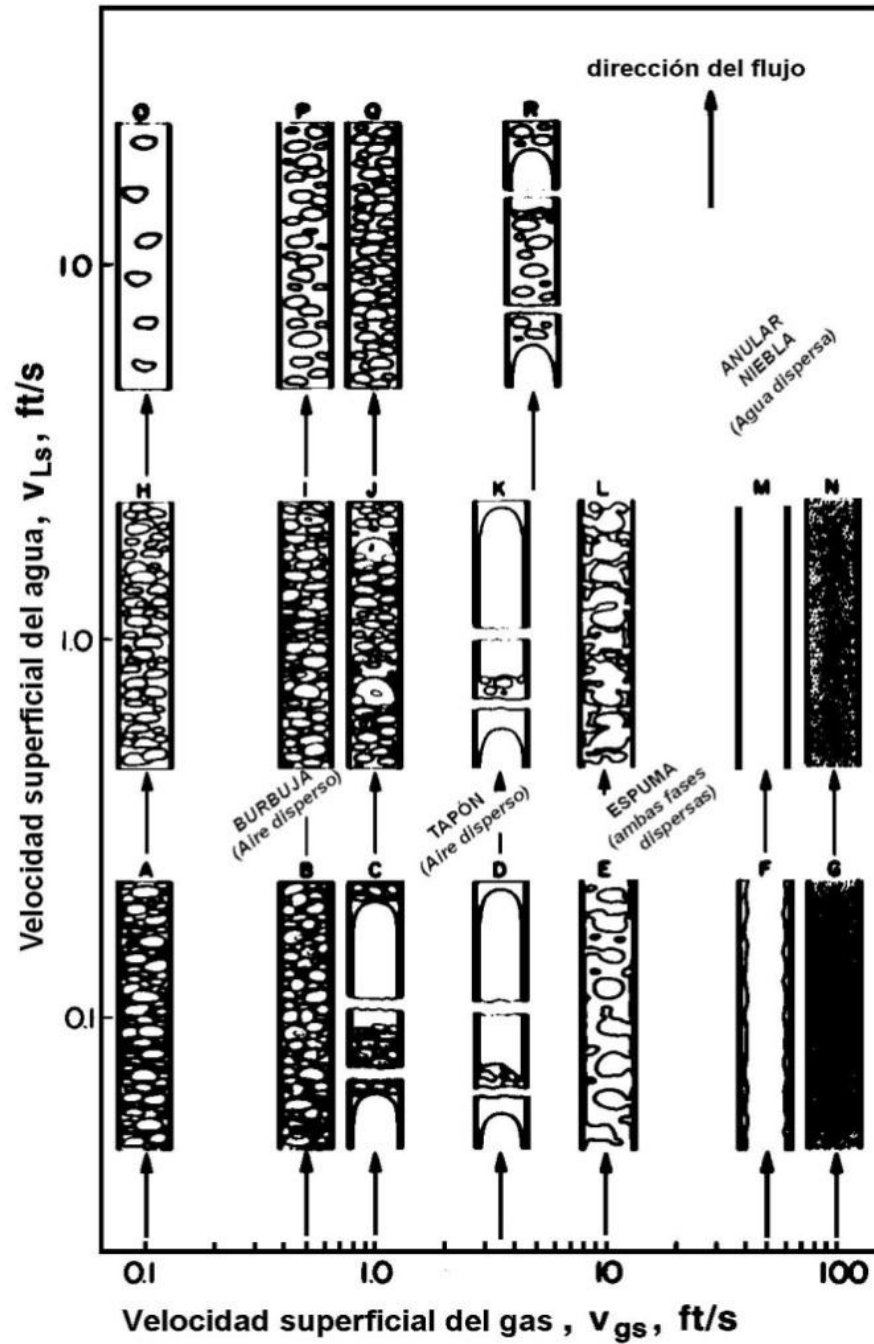 dirección del flujo
O P Q R
10
ANULAR
NIEBLA
(Agua dispersa)
H I J K L M N
1.0
BURBUJA
(Aire disperso)
TAPÓN
(Aire disperso)
ESPUMA
(ambas fases
dispersas)
A B C D E F G
0.1
Velocidad superficial del agua, vLs, ft/s
0.1 1.0 10 100
Velocidad superficial del gas , vgs, ft/s